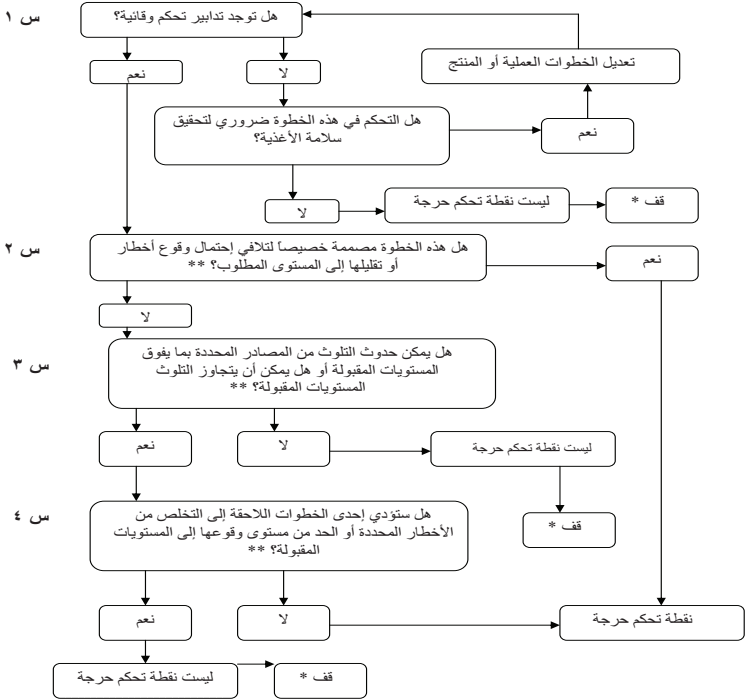 س ١
هل توجد تدابير تحكم وقائية؟
نعم
لا
تعديل الخطوات العملية أو المنتج
هل التحكم في هذه الخطوة ضروري لتحقيق
سلامة الأغذية؟
نعم
لا
ليست نقطة تحكم حرجة
قف *
س ٢
هل هذه الخطوة مصممة خصيصاً لتلافي إحتمال وقوع أخطار
أو تقليلها إلى المستوى المطلوب؟ **
نعم
لا
س ٣
هل يمكن حدوث التلوث من المصادر المحددة بما يفوق
المستويات المقبولة أو هل يمكن أن يتجاوز التلوث
المستويات المقبولة؟ **
نعم
لا
ليست نقطة تحكم حرجة
قف *
س ٤
هل ستؤدي إحدى الخطوات اللاحقة إلى التخلص من
الأخطار المحددة أو الحد من مستوى وقوعها إلى المستويات
المقبولة؟ **
نعم
لا
نقطة تحكم حرجة
ليست نقطة تحكم حرجة
قف *